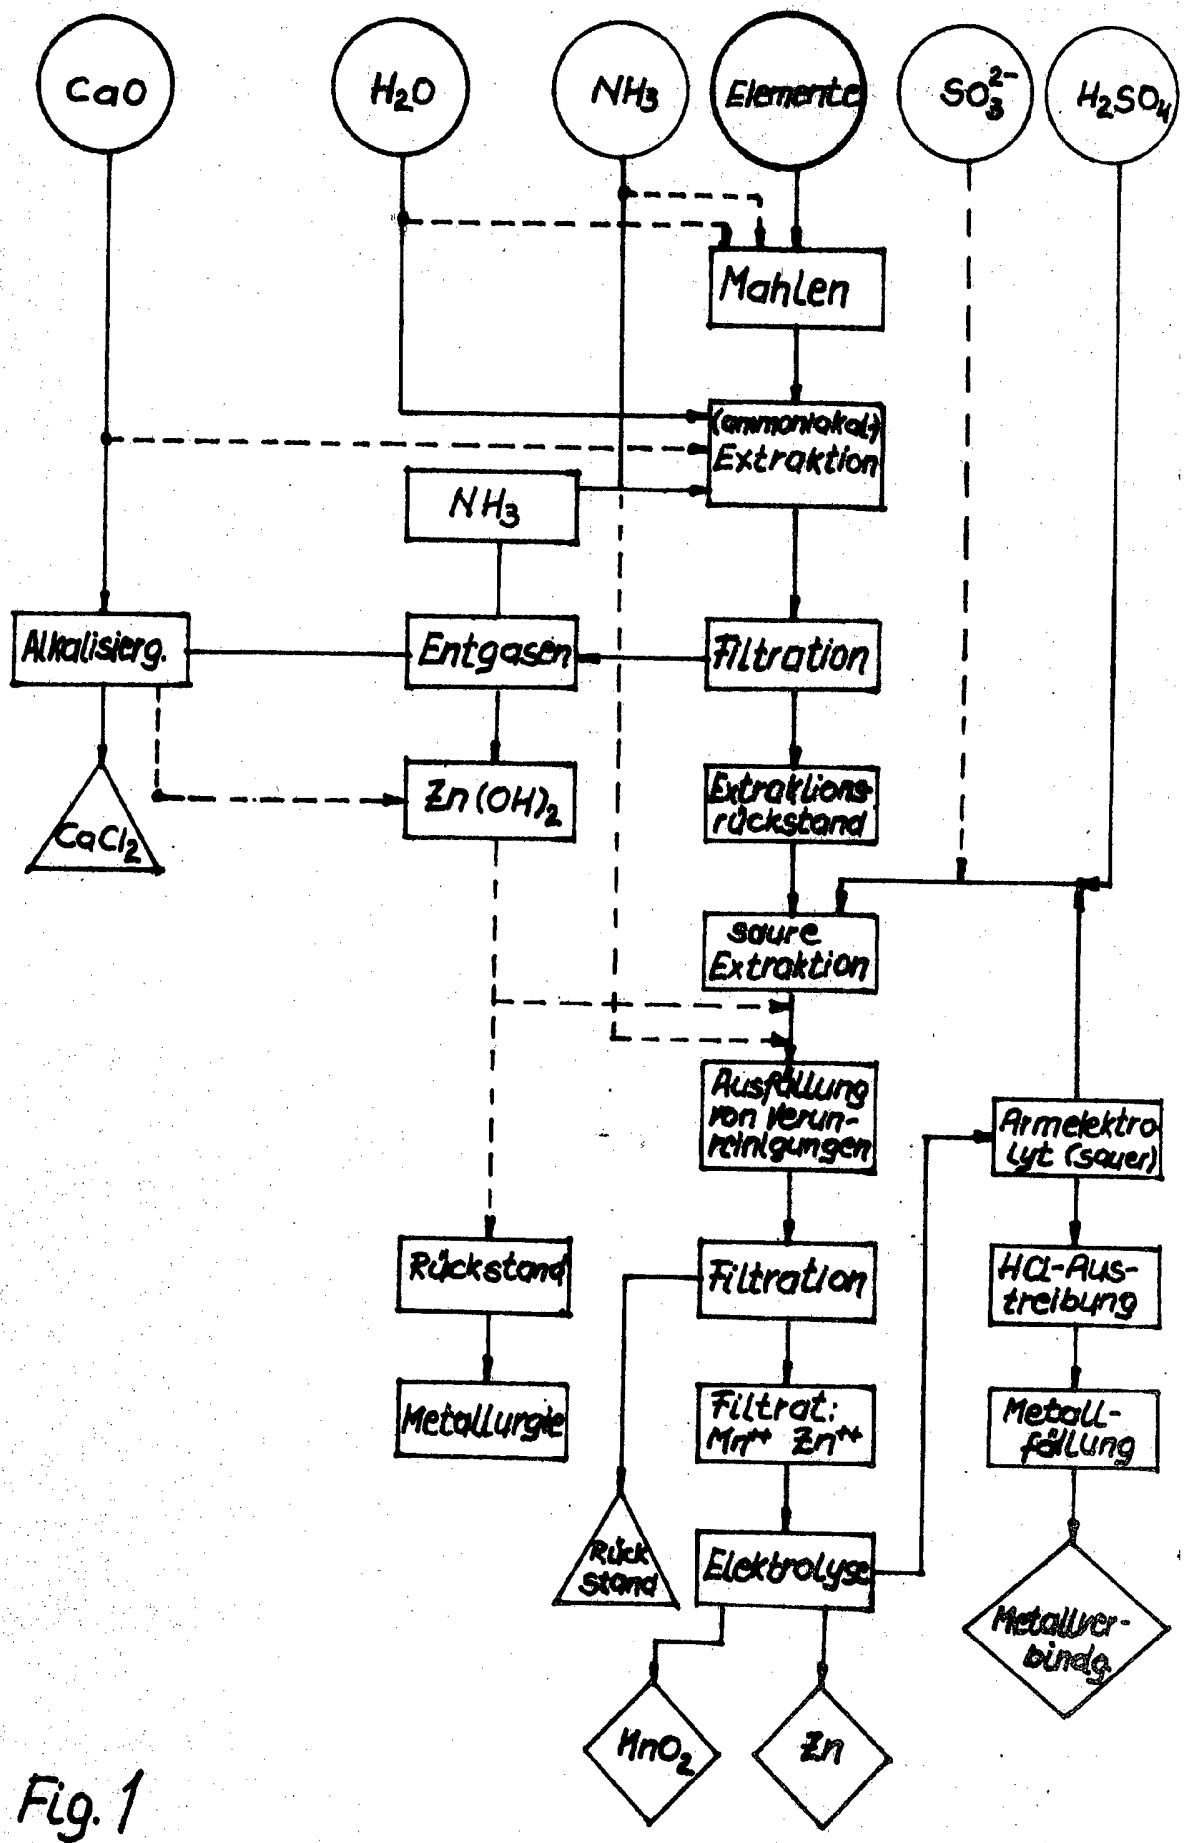 CaO
H₂O
NH₃
Elemente
SO₃²⁻
H₂SO₄
Mahlen
(ammoniakal.)
Extraktion
NH₃
Alkalisierg.
Entgasen
Filtration
Zn(OH)₂
Extraktions-
rückstand
CaCl₂
saure
Extraktion
Ausfällung
von Verun-
reinigungen
Armelektro-
lyt (sauer)
Rückstand
Filtration
HCl-Aus-
treibung
Metallurgie
Filtrat:
Mn⁺⁺ Zn⁺⁺
Metall-
fällung
Rück
stand
Elektrolyse
Metallver-
bindg.
MnO₂
Zn
Fig. 1